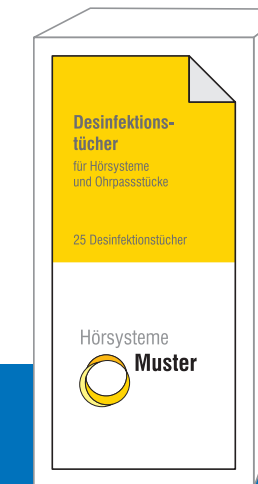 Desinfektions-
tücher
für Hörsysteme
und Ohrpassstücke
25 Desinfektionstücher
Hörsysteme
Muster